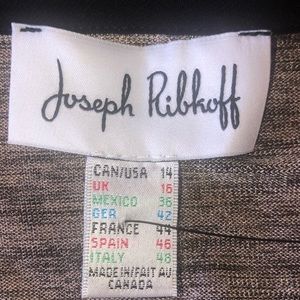 Joseph Ribkoff
CAN/USA 14
UK 16
MEXICO 36
GER 42
FRANCE 44
SPAIN 46
ITALY 48
MADE IN/FAIT AU
CANADA